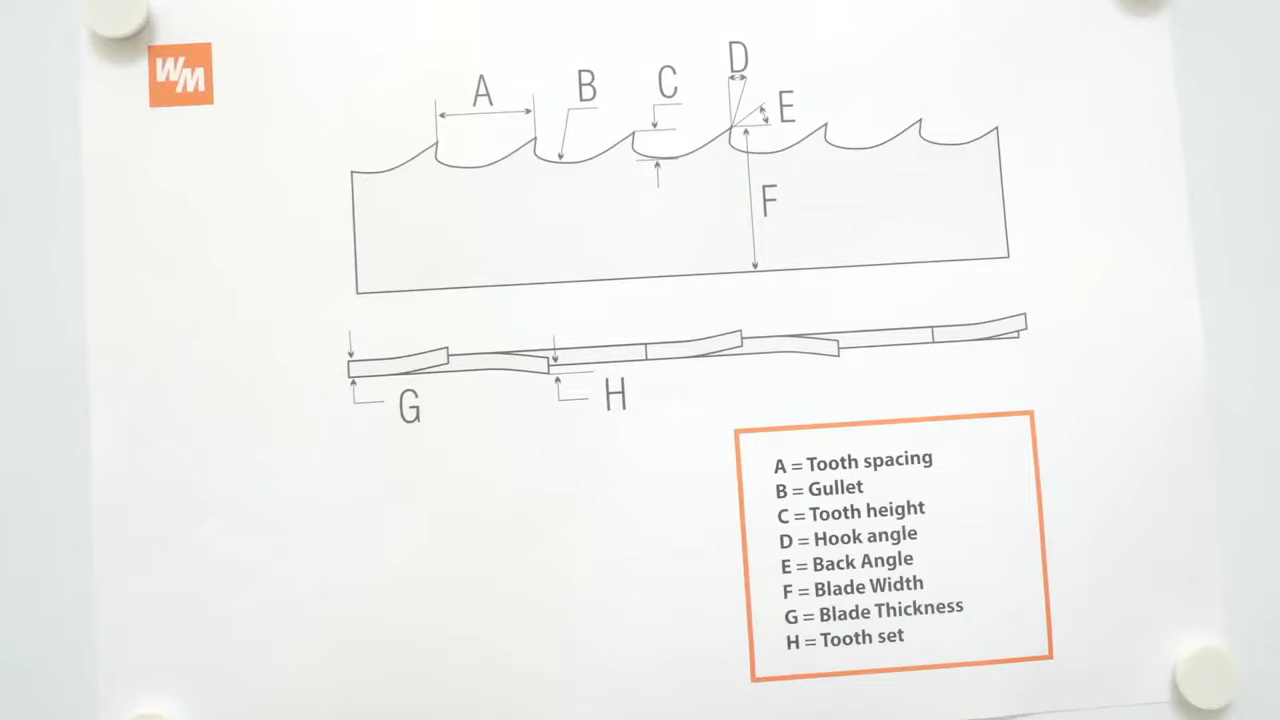 WM
A
B
C
D
E
F
G
H
A = Tooth spacing
B = Gullet
C = Tooth height
D = Hook angle
E = Back Angle
F = Blade Width
G = Blade Thickness
H = Tooth set